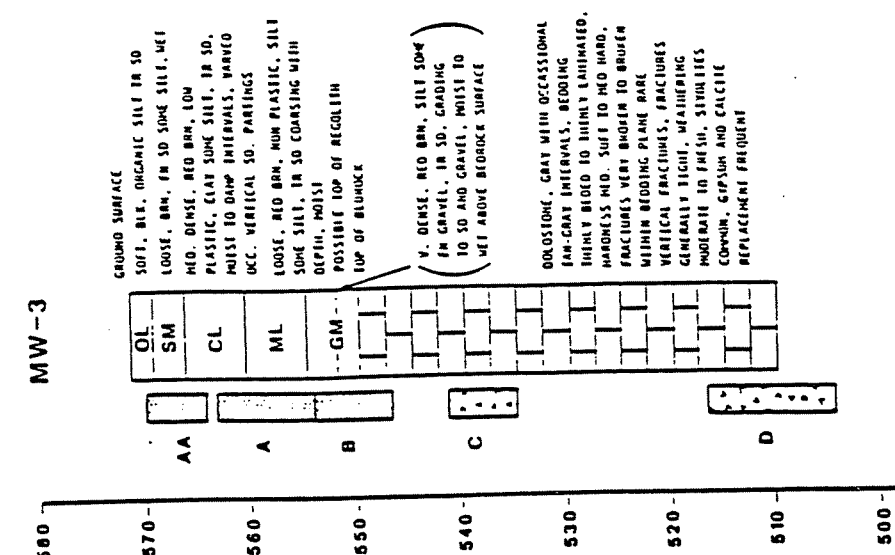 MW-3
GROUND SURFACE
SOFT, BLK, ORGANIC SILT TR SD
LOOSE, BRN, FN SD SOME SILT, WET
MED. DENSE, RED BRN, LOW
PLASTIC, CLAY SOME SILT, TR SD,
MOIST TO DAMP INTERVALS, VARVED
OCC. VERTICAL SD. PARTINGS
LOOSE, RED BRN, NUN PLASTIC, SILT
SOME SILT, TR SD COARSING WITH
DEPTH, MOIST
POSSIBLE TOP OF REGOLITH
TOP OF BEDROCK
V. DENSE, RED BRN, SILT SOME
FN GRAVEL, TR SD, GRADING
TO SD AND GRAVEL, MOIST TO
WET ABOVE BEDROCK SURFACE
DOLOSTONE, GRAY WITH OCCASSIONAL
TAN-GRAY INTERVALS, BEDDING
THINLY BEDED TO THINLY LAMINATED,
HARDNESS MED. SOFT TO MED HARD,
FRACTURES VERY BROKEN TO BROKEN
WITHIN BEDDING PLANE RARE
VERTICAL FRACTURES, FRACTURES
GENERALLY TIGHT, WEATHERING
MODERATE TO FRESH, STYOLITES
COMMON, GYPSUM AND CALCITE
REPLACEMENT FREQUENT
OL
SM
CL
ML
GM
AA
A
B
C
D
580
570
560
550
540
530
520
510
500